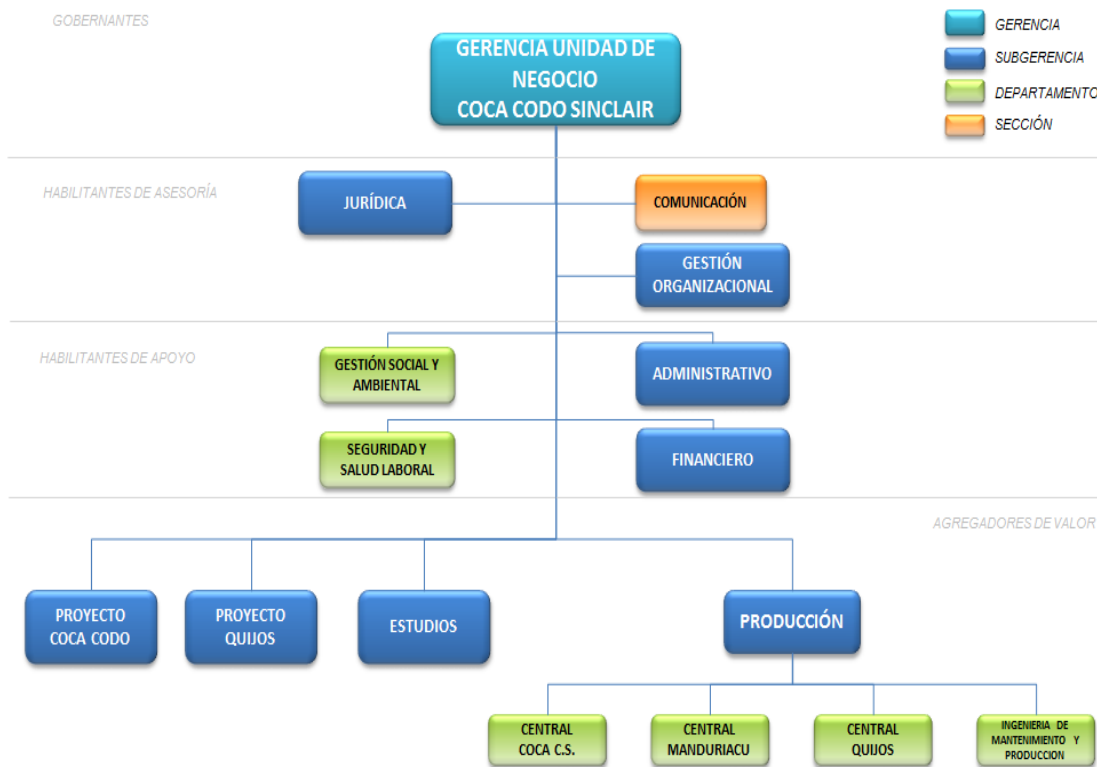 GOBERNANTES
GERENCIA UNIDAD DE
NEGOCIO
COCA CODO SINCLAIR
GERENCIA
SUBGERENCIA
DEPARTAMENTO
SECCIÓN
HABILITANTES DE ASESORÍA
JURÍDICA
COMUNICACIÓN
GESTIÓN
ORGANIZACIONAL
HABILITANTES DE APOYO
GESTIÓN SOCIAL Y
AMBIENTAL
ADMINISTRATIVO
SEGURIDAD Y
SALUD LABORAL
FINANCIERO
AGREGADORES DE VALOR
PROYECTO
COCA CODO
PROYECTO
QUIJOS
ESTUDIOS
PRODUCCIÓN
CENTRAL
COCA C.S.
CENTRAL
MANDURIACU
CENTRAL
QUIJOS
INGENIERIA DE
MANTENIMIENTO Y
PRODUCCION